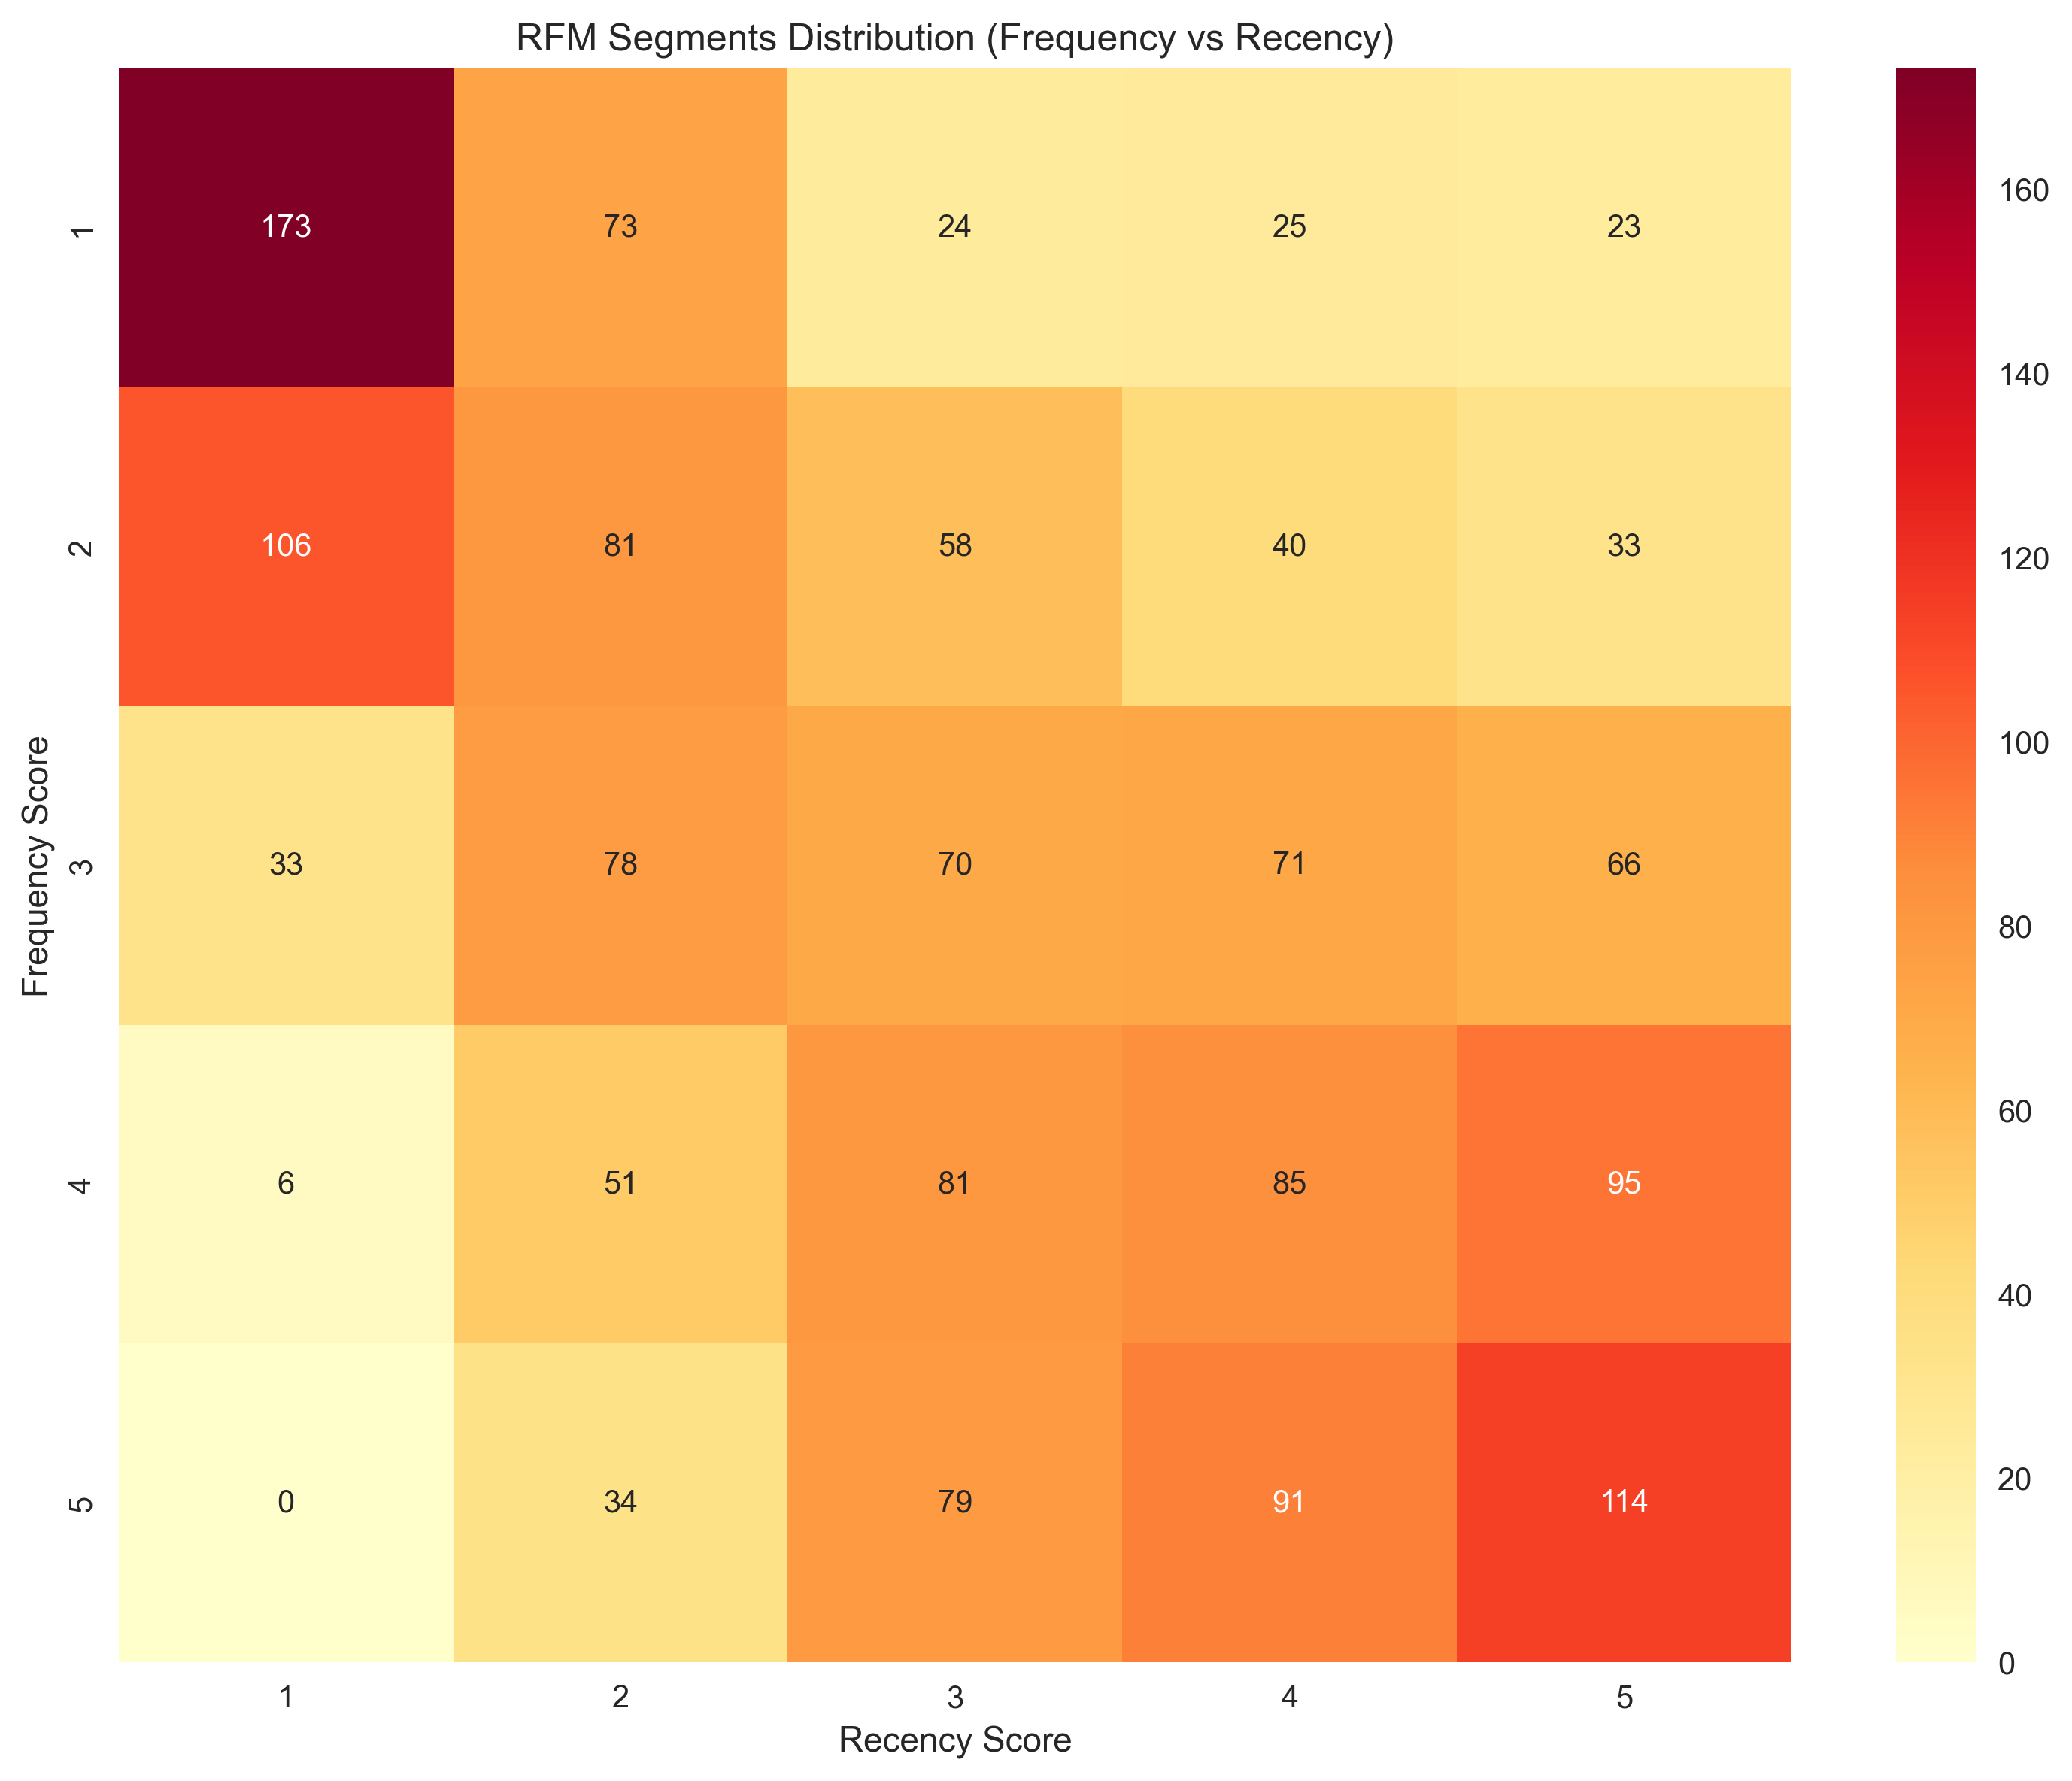 RFM Segments Distribution (Frequency vs Recency)
Frequency Score
1 173 73 24 25 23
2 106 81 58 40 33
3 33 78 70 71 66
4 6 51 81 85 95
5 0 34 79 91 114
1 2 3 4 5
Recency Score
160
140
120
100
80
60
40
20
0